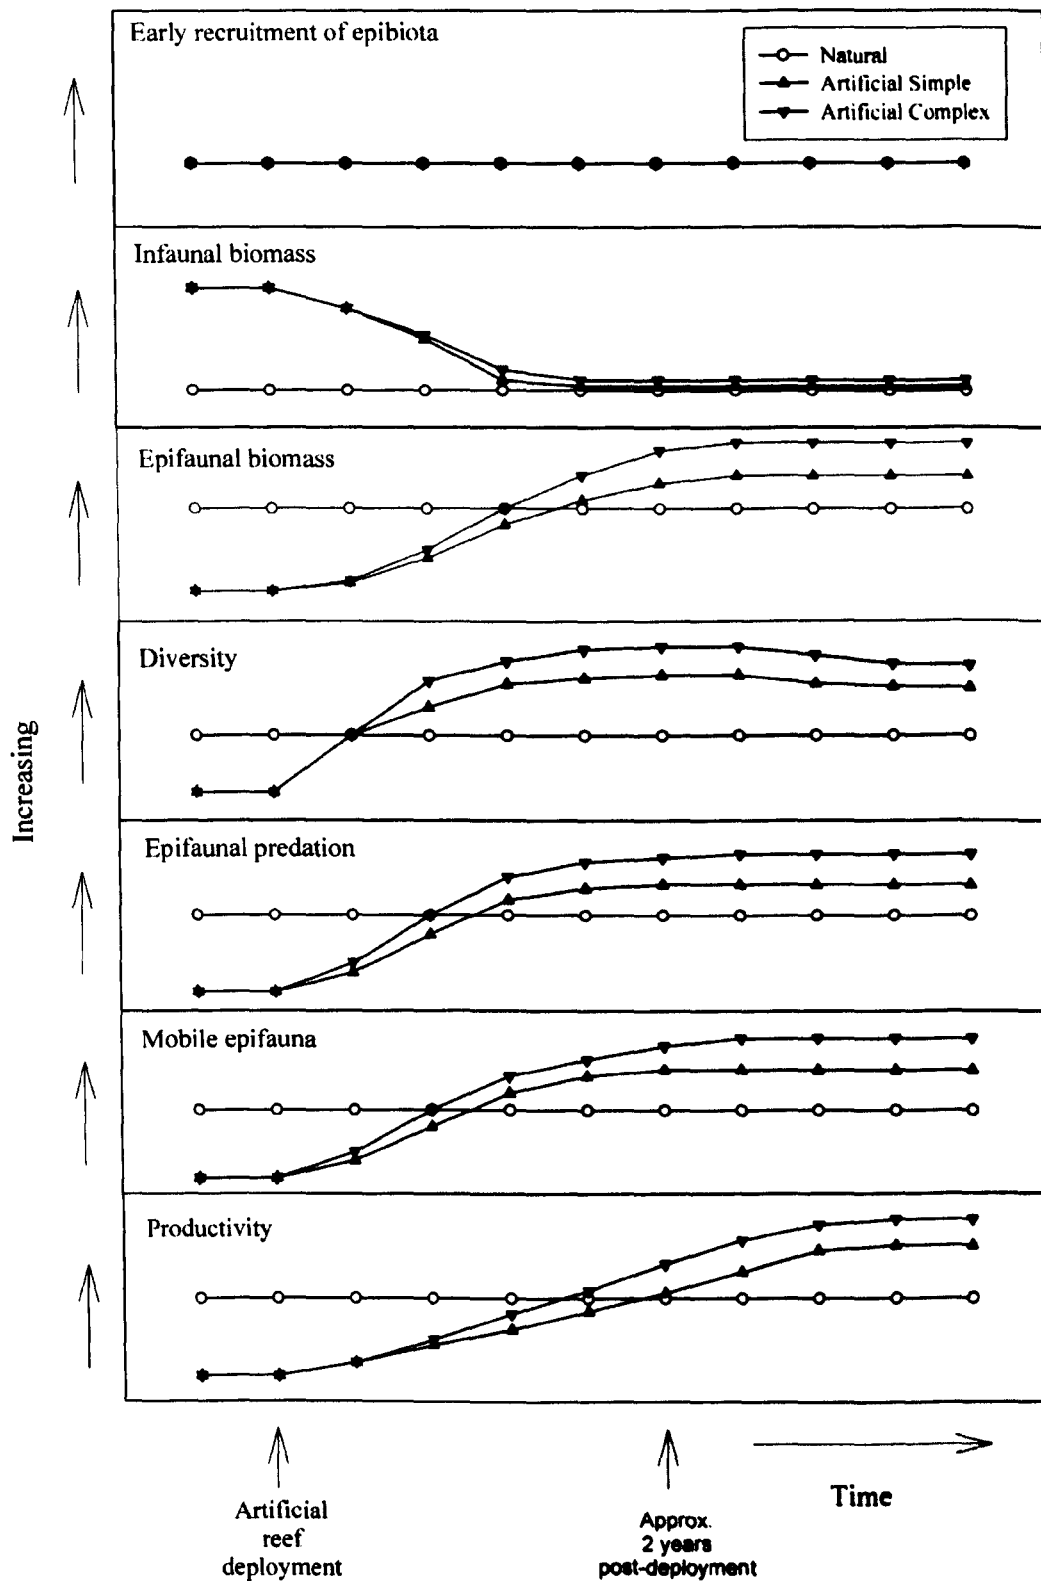 Early recruitment of epibiota
Natural
Artificial Simple
Artificial Complex
Infaunal biomass
Epifaunal biomass
Diversity
Epifaunal predation
Mobile epifauna
Productivity
Increasing
Artificial
reef
deployment
Approx.
2 years
post-deployment
Time